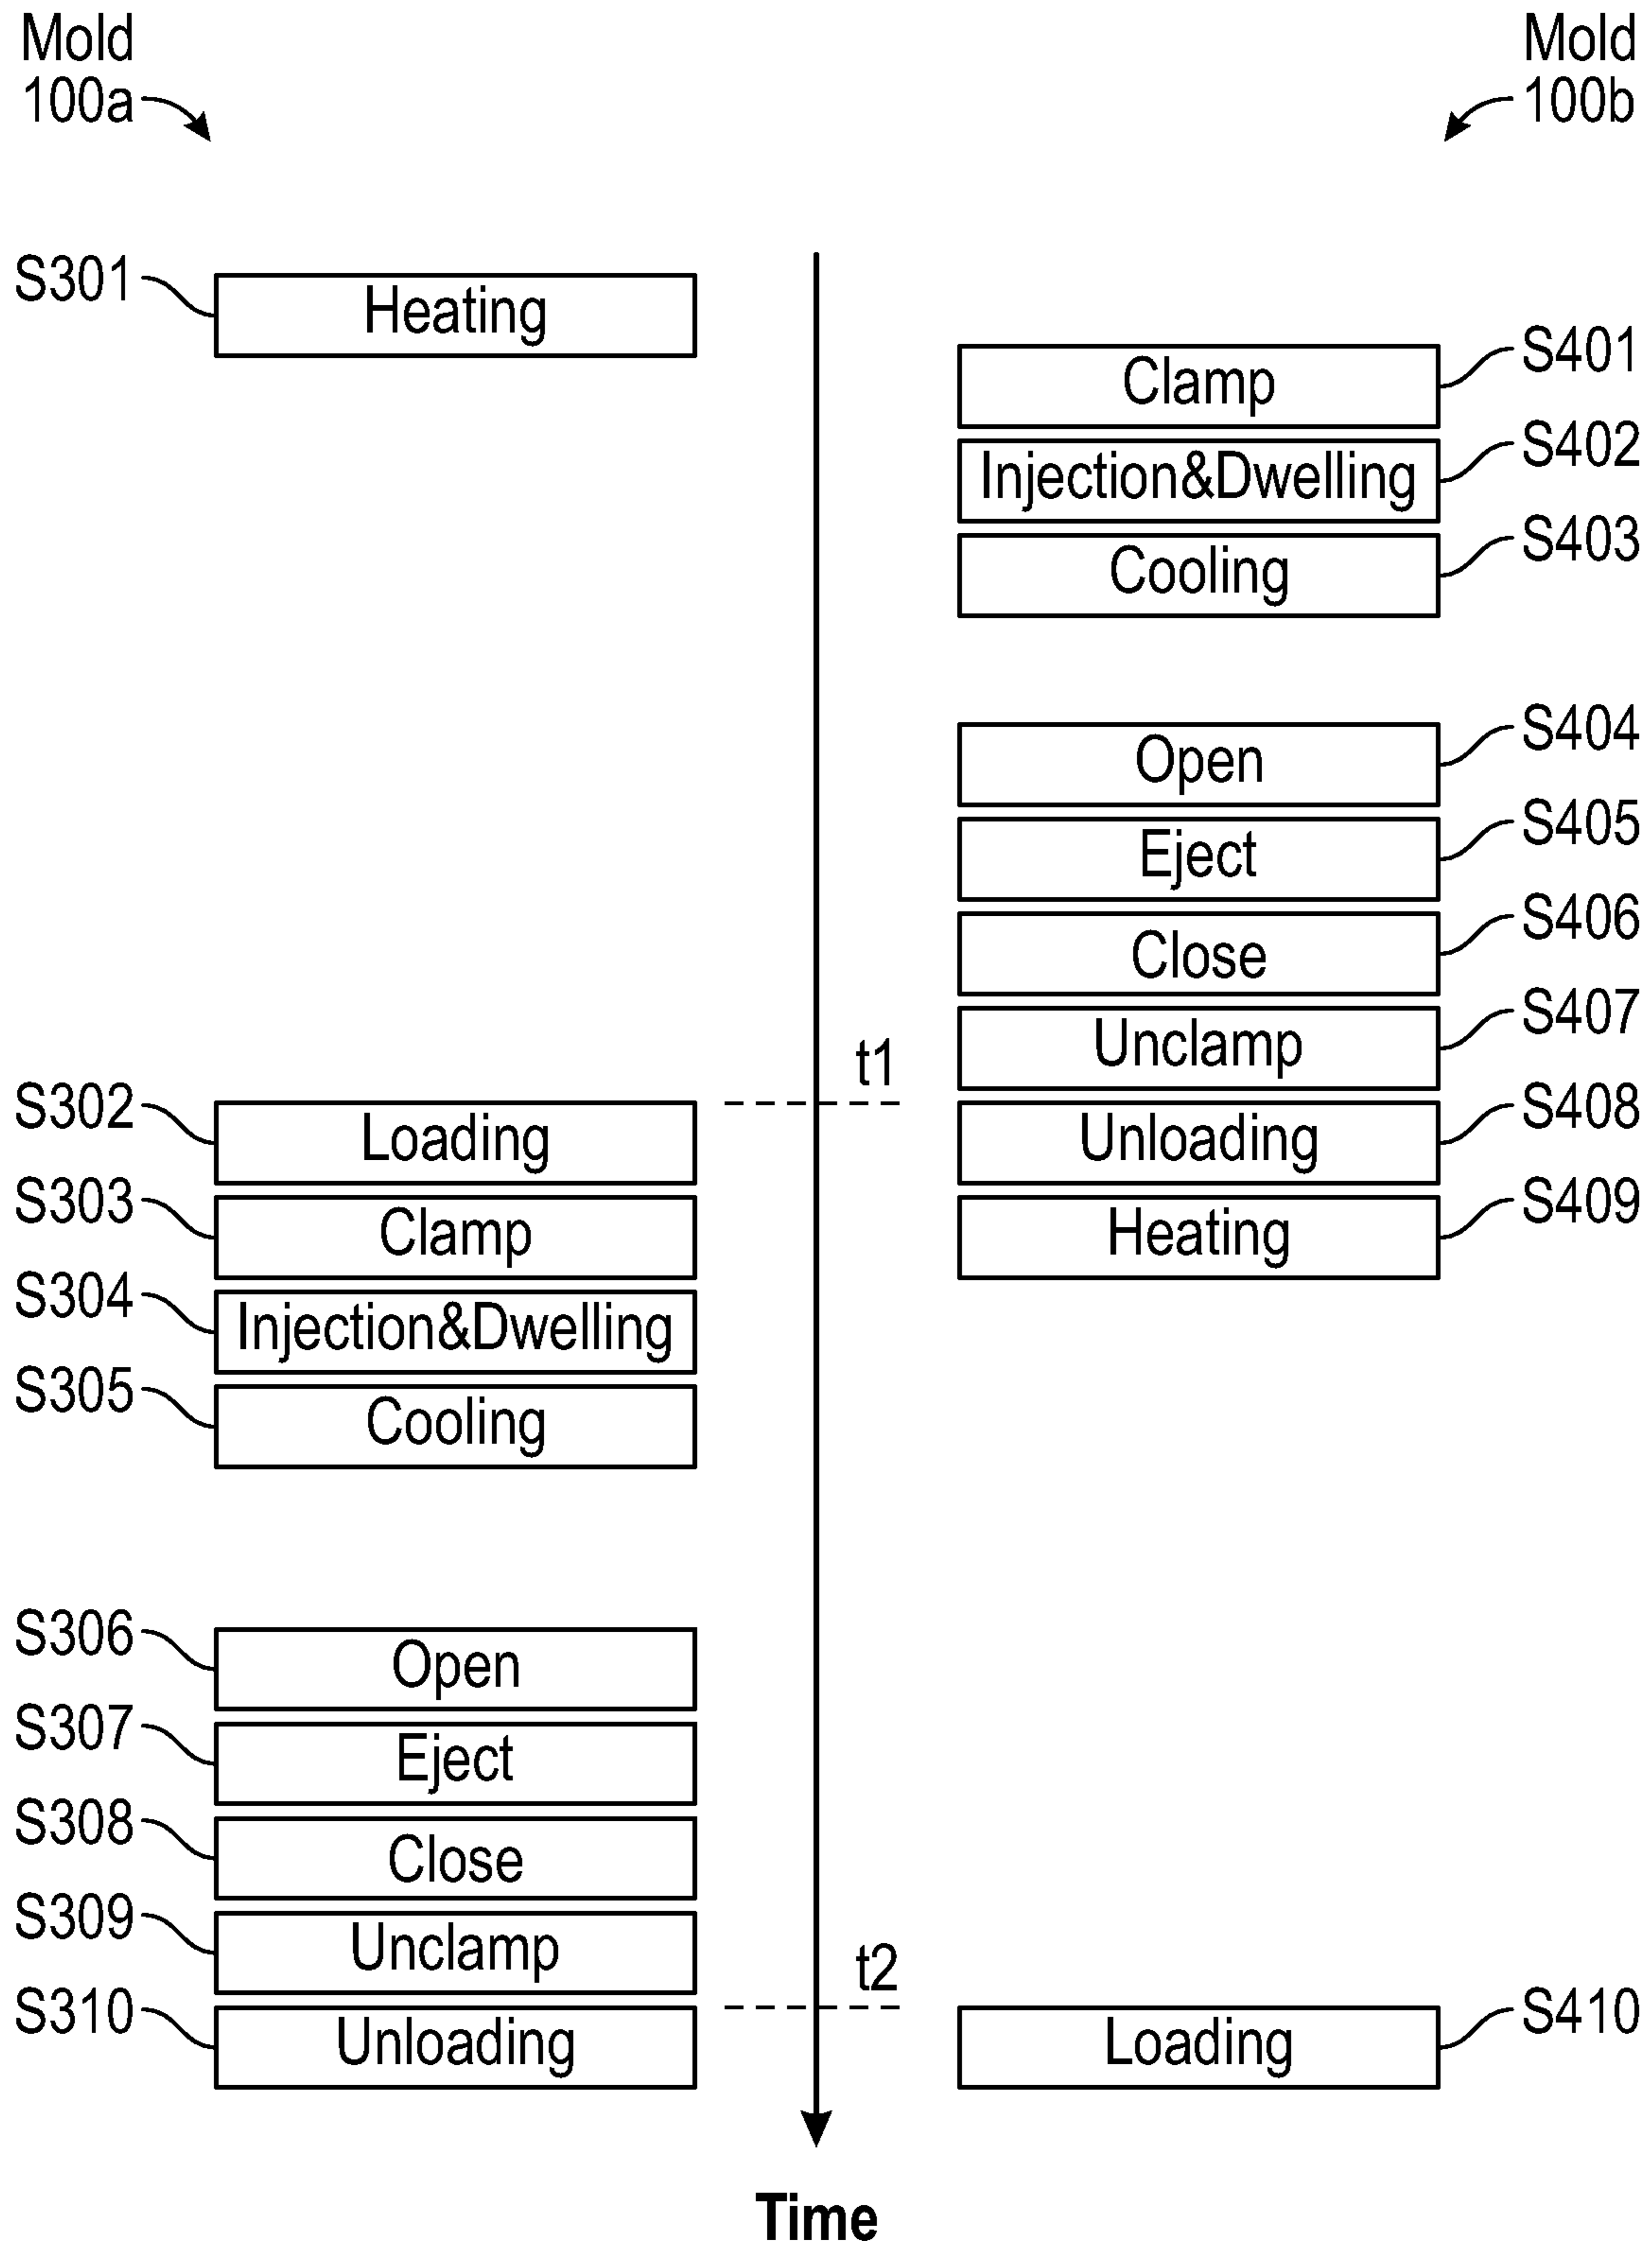 Mold
100a
Mold
100b
S301
Heating
Clamp
S401
Injection&Dwelling
S402
Cooling
S403
Open
S404
Eject
S405
Close
S406
Unclamp
S407
t1
S302
Loading
Unloading
S408
S303
Clamp
Heating
S409
S304
Injection&Dwelling
S305
Cooling
S306
Open
S307
Eject
S308
Close
S309
Unclamp
t2
S310
Unloading
Loading
S410
Time